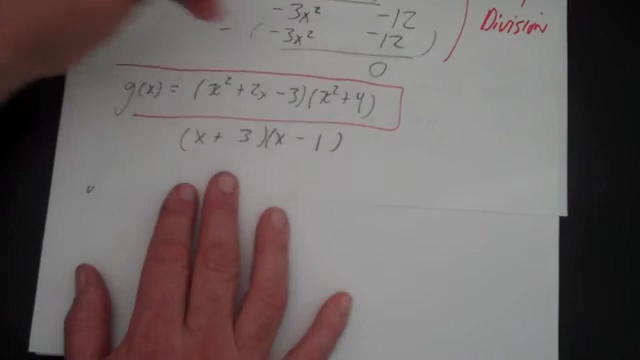 -3x² -12
- (-3x² -12)
Division
0
g(x) = (x² + 2x - 3)(x² + 4)
(x + 3)(x - 1)